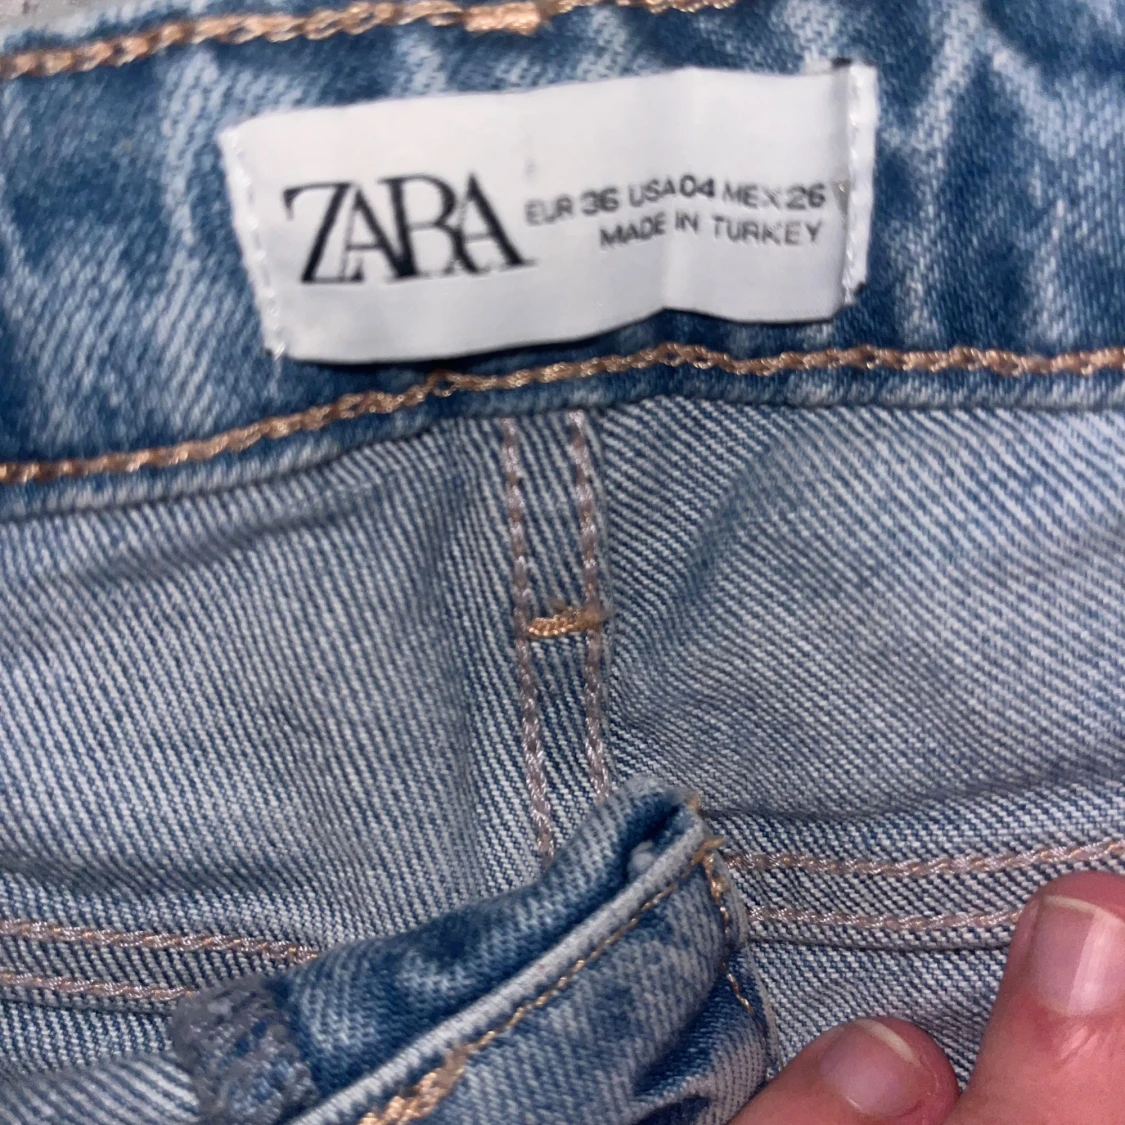 ZARA
EUR 36 USA 04 MEX 26
MADE IN TURKEY